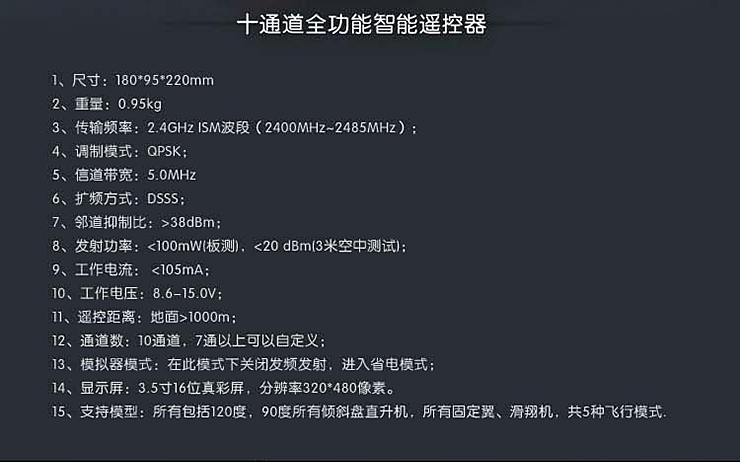 十通道全功能智能遥控器
1、尺寸：180*95*220mm
2、重量：0.95kg
3、传输频率：2.4GHz ISM波段（2400MHz~2485MHz）；
4、调制模式：QPSK；
5、信道带宽：5.0MHz
6、扩频方式：DSSS；
7、邻道抑制比：>38dBm；
8、发射功率：<100mW(板测)，<20 dBm(3米空中测试)；
9、工作电流： <105mA；
10、工作电压：8.6-15.0V；
11、遥控距离：地面>1000m；
12、通道数：10通道，7通以上可以自定义；
13、模拟器模式：在此模式下关闭发频发射，进入省电模式；
14、显示屏：3.5寸16位真彩屏，分辨率320*480像素。
15、支持模型：所有包括120度，90度所有倾斜盘直升机，所有固定翼、滑翔机，共5种飞行模式.